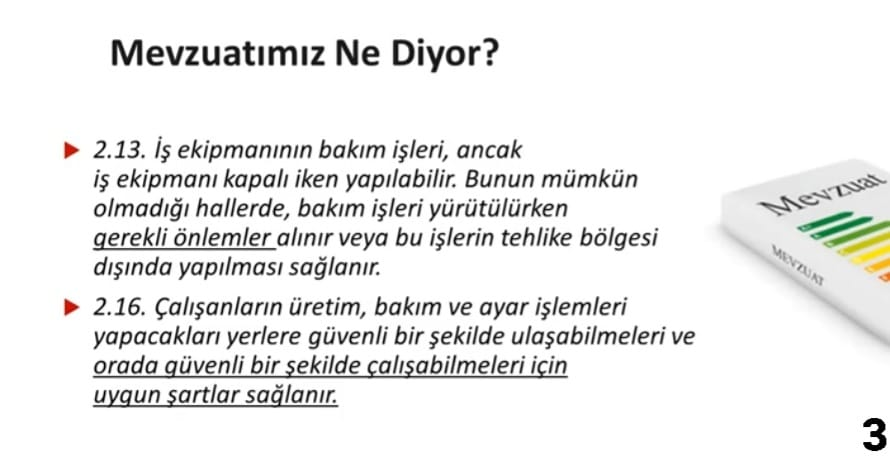 Mevzuatımız Ne Diyor?
2.13. İş ekipmanının bakım işleri, ancak
iş ekipmanı kapalı iken yapılabilir. Bunun mümkün
olmadığı hallerde, bakım işleri yürütülürken
gerekli önlemler alınır veya bu işlerin tehlike bölgesi
dışında yapılması sağlanır.
2.16. Çalışanların üretim, bakım ve ayar işlemleri
yapacakları yerlere güvenli bir şekilde ulaşabilmeleri ve
orada güvenli bir şekilde çalışabilmeleri için
uygun şartlar sağlanır.
Mevzuat
MEVZUAT
3